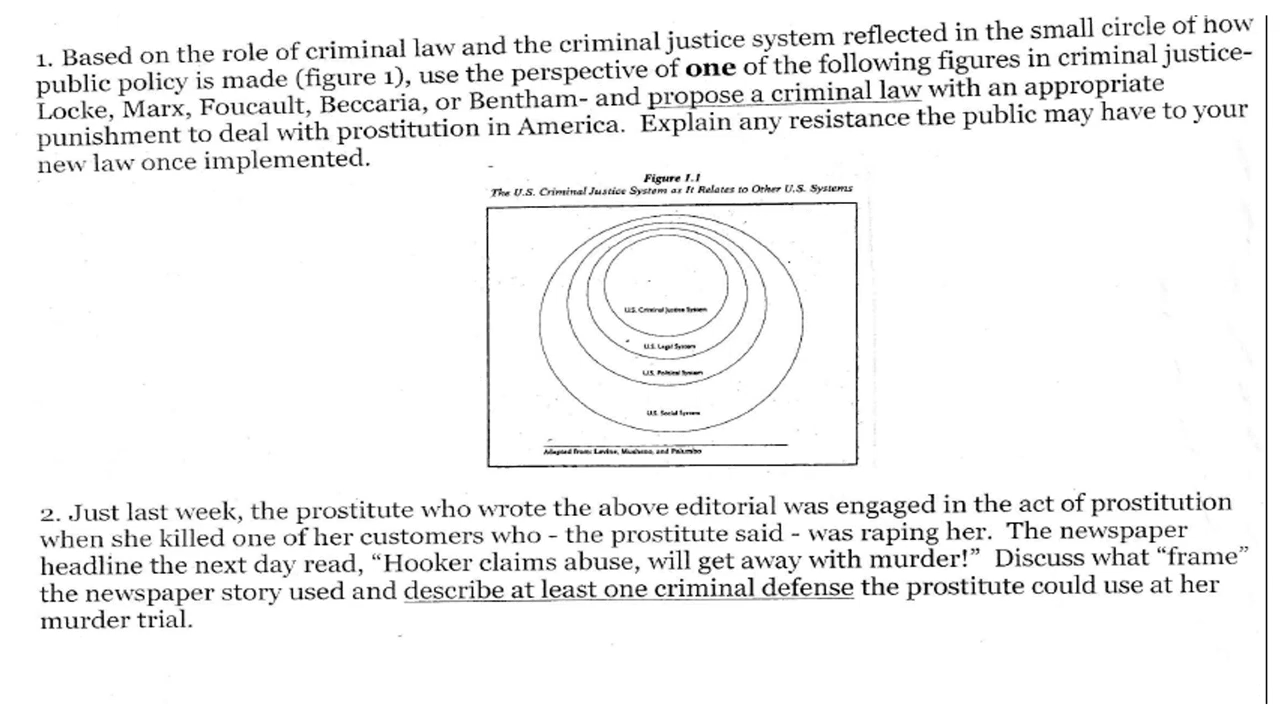 1. Based on the role of criminal law and the criminal justice system reflected in the small circle of how
public policy is made (figure 1), use the perspective of one of the following figures in criminal justice-
Locke, Marx, Foucault, Beccaria, or Bentham- and propose a criminal law with an appropriate
punishment to deal with prostitution in America. Explain any resistance the public may have to your
new law once implemented.
Figure 1.1
The U.S. Criminal Justice System as It Relates to Other U.S. Systems
U.S. Criminal Justice System
U.S. Legal System
U.S. Political System
U.S. Social System
Adapted from: Levine, Musheno, and Palumbo
2. Just last week, the prostitute who wrote the above editorial was engaged in the act of prostitution
when she killed one of her customers who - the prostitute said - was raping her. The newspaper
headline the next day read, “Hooker claims abuse, will get away with murder!” Discuss what “frame”
the newspaper story used and describe at least one criminal defense the prostitute could use at her
murder trial.